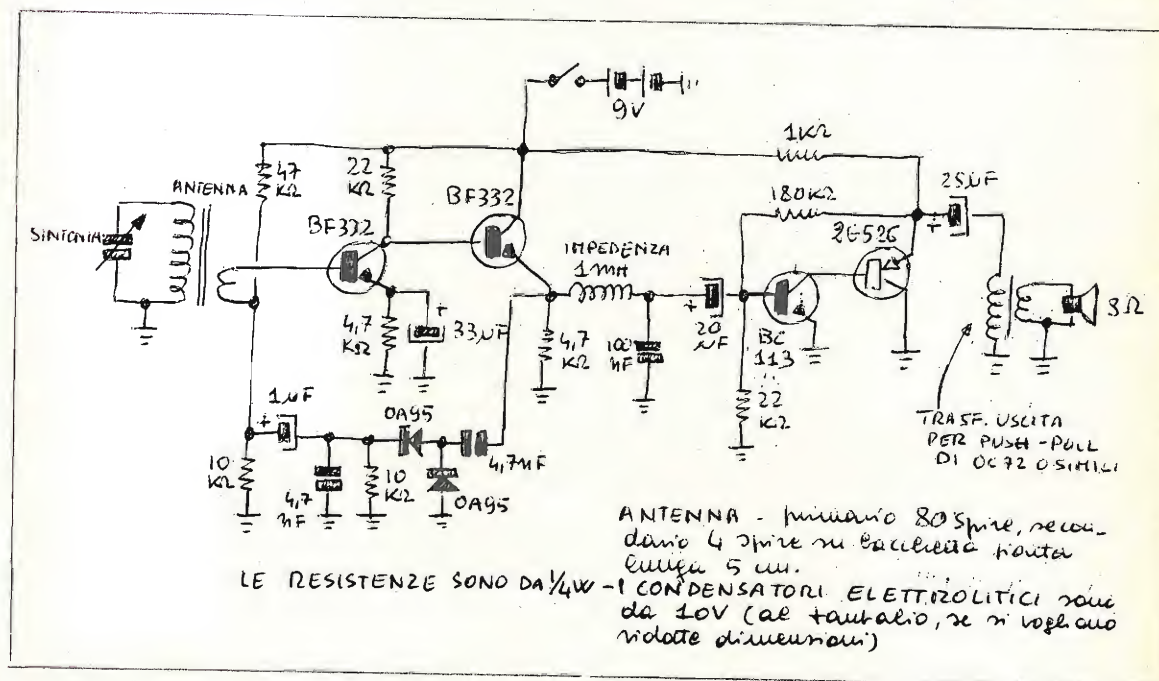 9V
1KΩ
47
KΩ
22
KΩ
ANTENNA
180KΩ
25µF
BF332
BF332
SINTONIA
2G526
IMPEDENZA
1mH
+
+
+
4,7
KΩ
33µF
4,7
KΩ
100
nF
20
µF
BC
113
8Ω
1µF
+
OA95
22
KΩ
TRASF. USCITA
PER PUSH-PULL
DI OC72 O SIMILI
10
KΩ
4,7
nF
10
KΩ
4,7nF
OA95
ANTENNA - primario 80 spire, secon-
dario 4 spire su bacchetta piatta
lunga 5 cm.
LE RESISTENZE SONO DA 1/4W - I CONDENSATORI ELETTROLITICI sono
da 10V (al tantalio, se si vogliono
ridotte dimensioni)